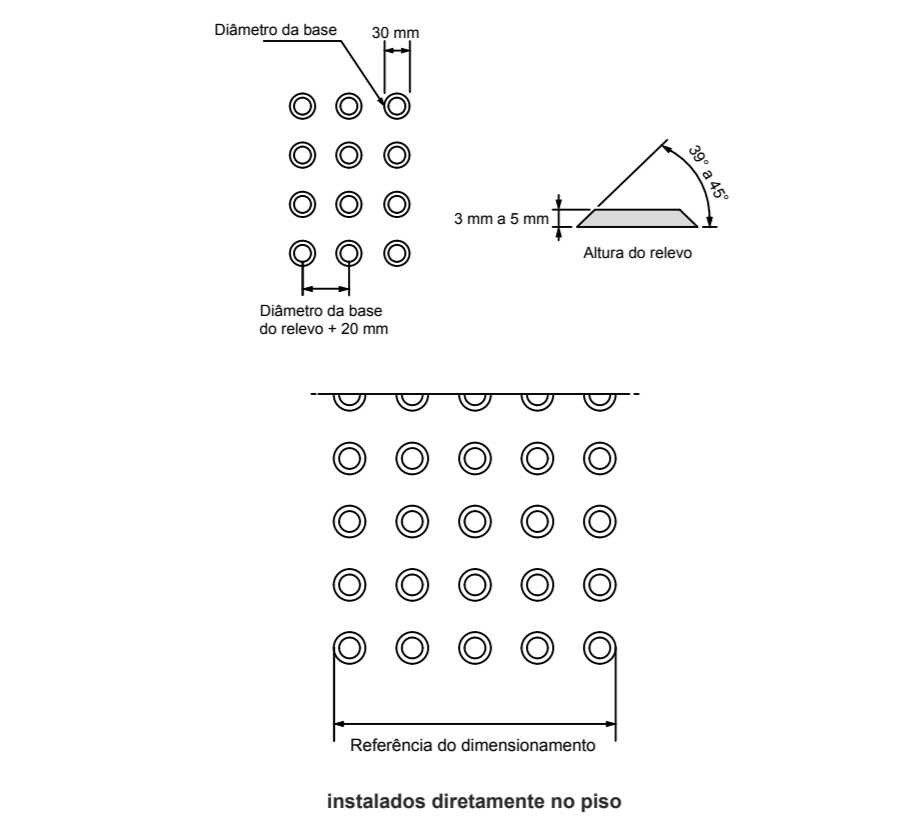 Diâmetro da base
30 mm
39° a 45°
3 mm a 5 mm
Altura do relevo
Diâmetro da base
do relevo + 20 mm
Referência do dimensionamento
instalados diretamente no piso